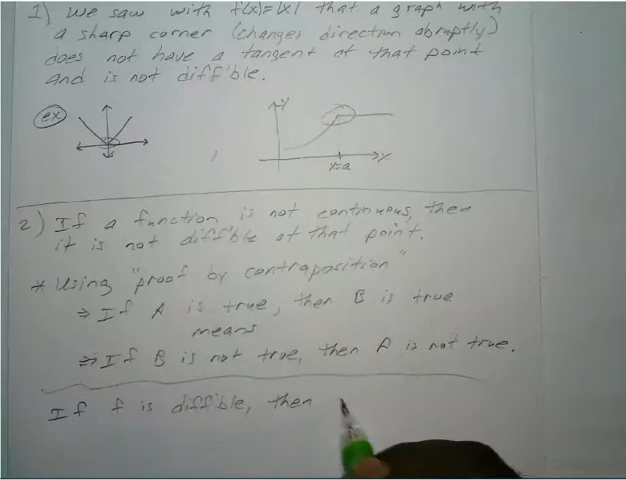 1) We saw with f(x)=|x| that a graph with
a sharp corner (changes direction abruptly)
does not have a tangent at that point
and is not diff'ble.
ex
y
x
x=a
2) If a function is not continuous, then
it is not diff'ble at that point.
* Using "proof by contraposition"
⇒ If A is true, then B is true
means
⇒ If B is not true, then A is not true.
If f is diff'ble, then